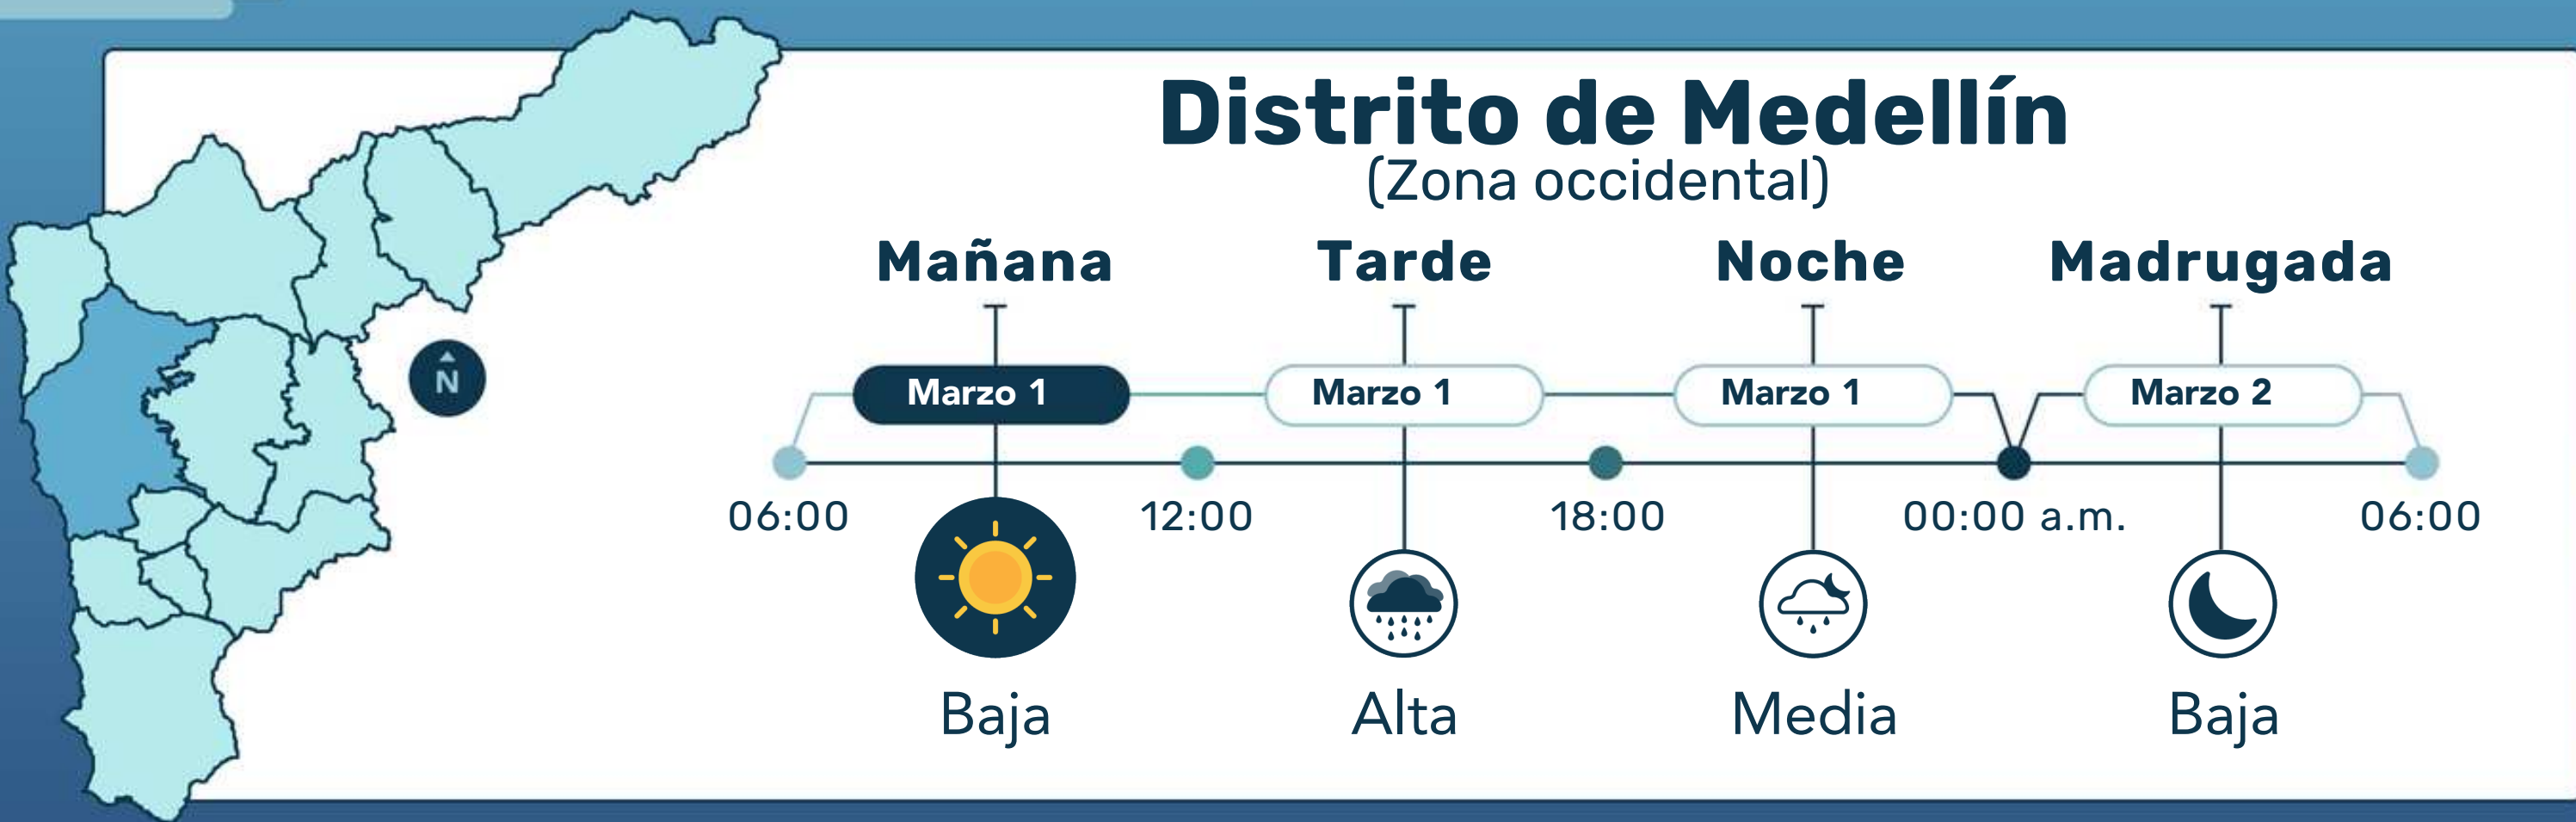 Distrito de Medellín
(Zona occidental)
Mañana Tarde Noche Madrugada
Marzo 1 Marzo 1 Marzo 1 Marzo 2
N
06:00 12:00 18:00 00:00 a.m. 06:00
Baja Alta Media Baja